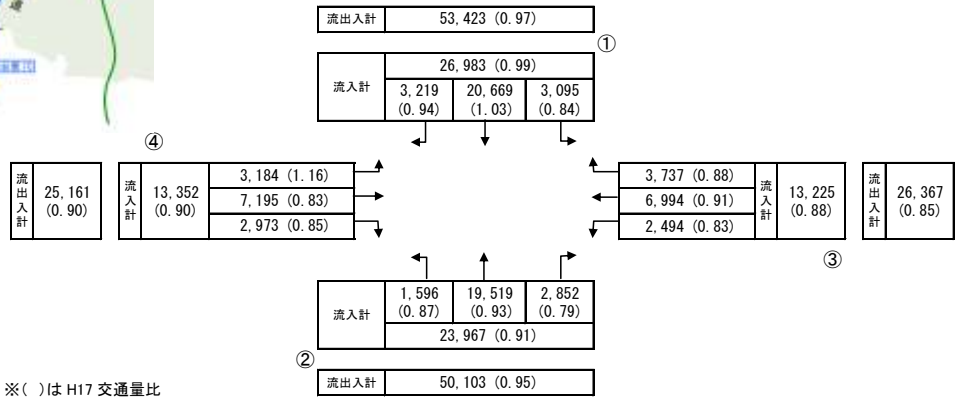 流出入計 53,423 (0.97)
①
流入計 26,983 (0.99)
3,219 20,669 3,095
(0.94) (1.03) (0.84)
④
流出入計 25,161 (0.90)
流入計 13,352 (0.90)
3,184 (1.16)
7,195 (0.83)
2,973 (0.85)
3,737 (0.88)
6,994 (0.91)
2,494 (0.83)
流入計 13,225 (0.88)
流出入計 26,367 (0.85)
③
流入計
1,596 19,519 2,852
(0.87) (0.93) (0.79)
23,967 (0.91)
②
流出入計 50,103 (0.95)
※( )は H17 交通量比